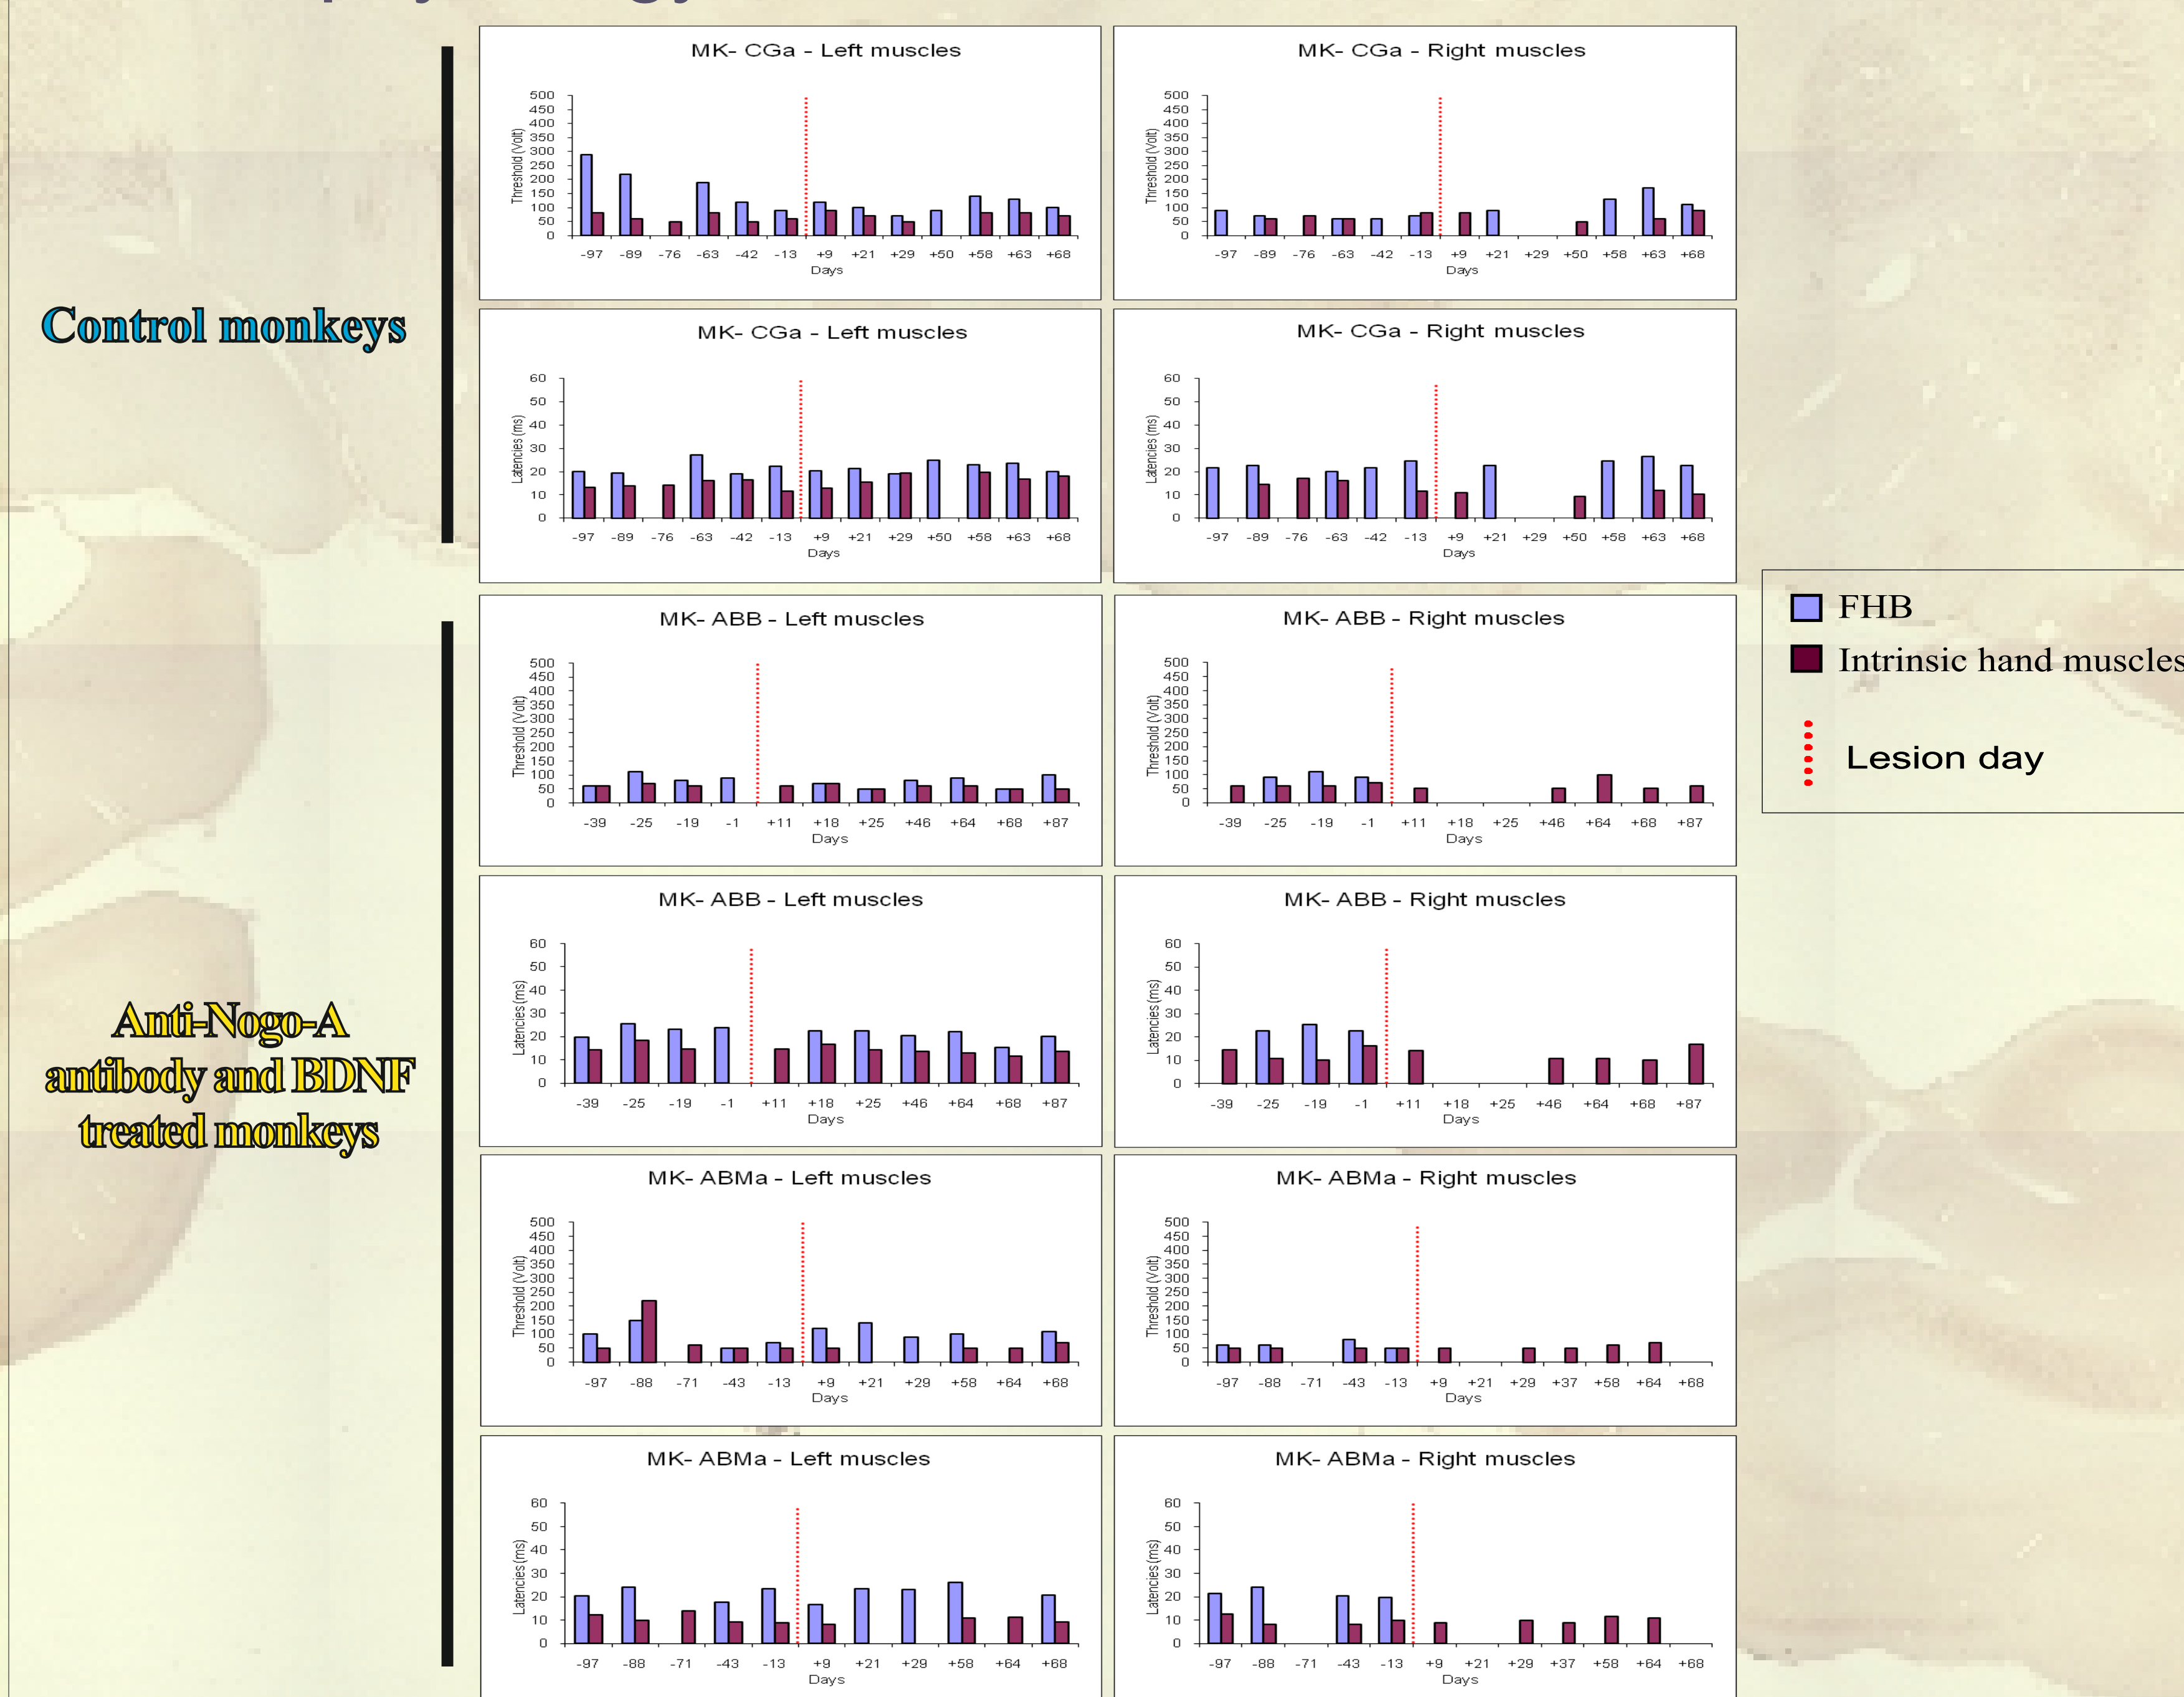 Control monkeys
MK- CGa - Left muscles
Threshold (Volt)
500
450
400
350
300
250
200
150
100
50
0
-97 -89 -76 -63 -42 -13 +9 +21 +29 +50 +58 +63 +68
Days
MK- CGa - Right muscles
Threshold (Volt)
500
450
400
350
300
250
200
150
100
50
0
-97 -89 -76 -63 -42 -13 +9 +21 +29 +50 +58 +63 +68
Days
MK- CGa - Left muscles
Latencies (ms)
60
50
40
30
20
10
0
-97 -89 -76 -63 -42 -13 +9 +21 +29 +50 +58 +63 +68
Days
MK- CGa - Right muscles
Latencies (ms)
60
50
40
30
20
10
0
-97 -89 -76 -63 -42 -13 +9 +21 +29 +50 +58 +63 +68
Days
FHB
Intrinsic hand muscles
Lesion day
Anti-Nogo-A
antibody and BDNF
treated monkeys
MK- ABB - Left muscles
Threshold (Volt)
500
450
400
350
300
250
200
150
100
50
0
-39 -25 -19 -1 +11 +18 +25 +46 +64 +68 +87
Days
MK- ABB - Right muscles
Threshold (Volt)
500
450
400
350
300
250
200
150
100
50
0
-39 -25 -19 -1 +11 +18 +25 +46 +64 +68 +87
Days
MK- ABB - Left muscles
Latencies (ms)
60
50
40
30
20
10
0
-39 -25 -19 -1 +11 +18 +25 +46 +64 +68 +87
Days
MK- ABB - Right muscles
Latencies (ms)
60
50
40
30
20
10
0
-39 -25 -19 -1 +11 +18 +25 +46 +64 +68 +87
Days
MK- ABMa - Left muscles
Threshold (Volt)
500
450
400
350
300
250
200
150
100
50
0
-97 -88 -71 -43 -13 +9 +21 +29 +58 +64 +68
Days
MK- ABMa - Right muscles
Threshold (Volt)
500
450
400
350
300
250
200
150
100
50
0
-97 -88 -71 -43 -13 +9 +21 +29 +37 +58 +64 +68
Days
MK- ABMa - Left muscles
Latencies (ms)
60
50
40
30
20
10
0
-97 -88 -71 -43 -13 +9 +21 +29 +58 +64 +68
Days
MK- ABMa - Right muscles
Latencies (ms)
60
50
40
30
20
10
0
-97 -88 -71 -43 -13 +9 +21 +29 +37 +58 +64 +68
Days